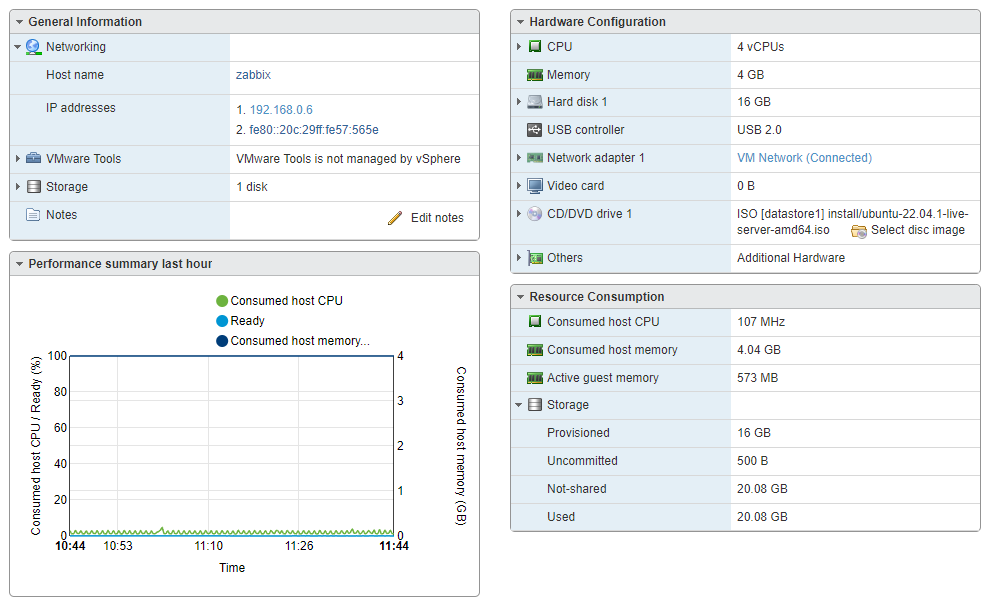 General Information
Networking
Host name zabbix
IP addresses 1. 192.168.0.6
2. fe80::20c:29ff:fe57:565e
VMware Tools VMware Tools is not managed by vSphere
Storage 1 disk
Notes Edit notes
Performance summary last hour
Consumed host CPU
Ready
Consumed host memory...
Consumed host CPU / Ready (%)
100
80
60
40
20
0
4
3
2
1
0
Consumed host memory (GB)
10:44 10:53 11:10 11:26 11:44
Time
Hardware Configuration
CPU 4 vCPUs
Memory 4 GB
Hard disk 1 16 GB
USB controller USB 2.0
Network adapter 1 VM Network (Connected)
Video card 0 B
CD/DVD drive 1 ISO [datastore1] install/ubuntu-22.04.1-live-
server-amd64.iso Select disc image
Others Additional Hardware
Resource Consumption
Consumed host CPU 107 MHz
Consumed host memory 4.04 GB
Active guest memory 573 MB
Storage
Provisioned 16 GB
Uncommitted 500 B
Not-shared 20.08 GB
Used 20.08 GB